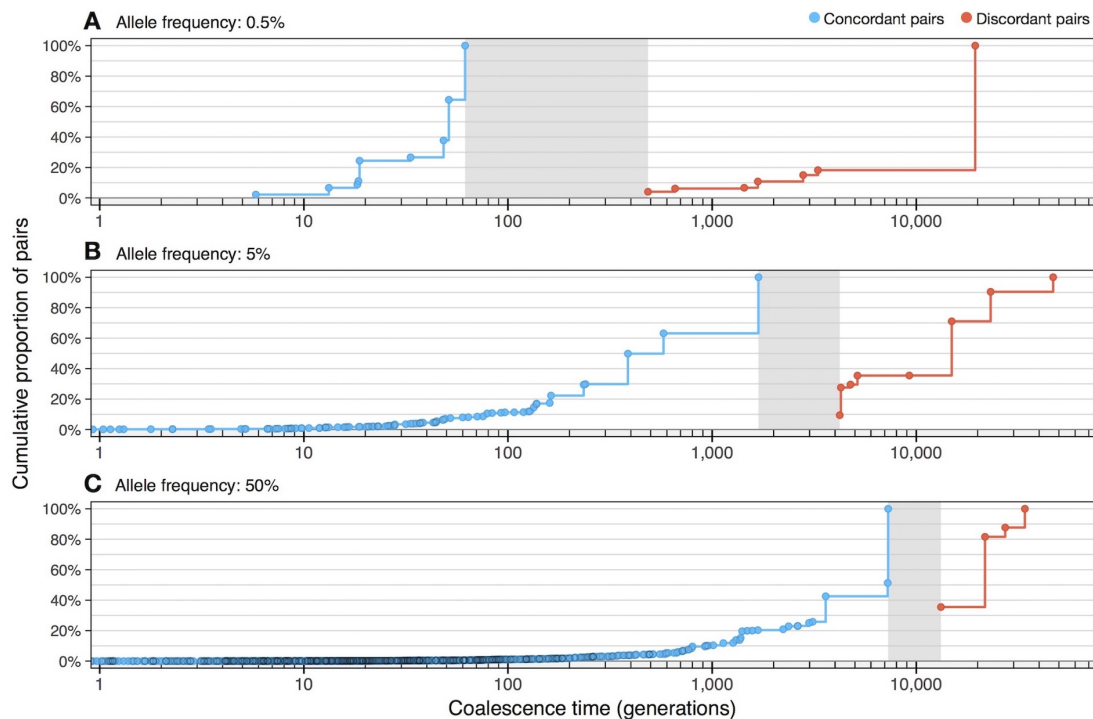 A Allele frequency: 0.5%
Concordant pairs Discordant pairs
100%
80%
60%
40%
20%
0%
1 10 100 1,000 10,000
B Allele frequency: 5%
100%
80%
60%
40%
20%
0%
1 10 100 1,000 10,000
C Allele frequency: 50%
100%
80%
60%
40%
20%
0%
1 10 100 1,000 10,000
Cumulative proportion of pairs
Coalescence time (generations)